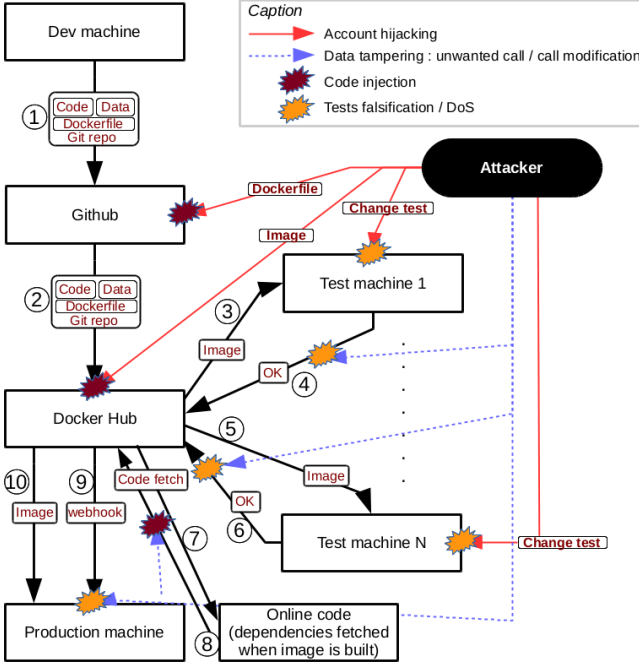 Caption
Account hijacking
Data tampering : unwanted call / call modification
Code injection
Tests falsification / DoS
Dev machine
1
Code
Data
Dockerfile
Git repo
Attacker
Dockerfile
Github
Change test
Image
2
Code
Data
Dockerfile
Git repo
3
Test machine 1
Image
OK
4
Docker Hub
5
10
9
Code fetch
Image
OK
6
Image
webhook
7
Test machine N
Change test
8
Production machine
Online code
(dependencies fetched
when image is built)